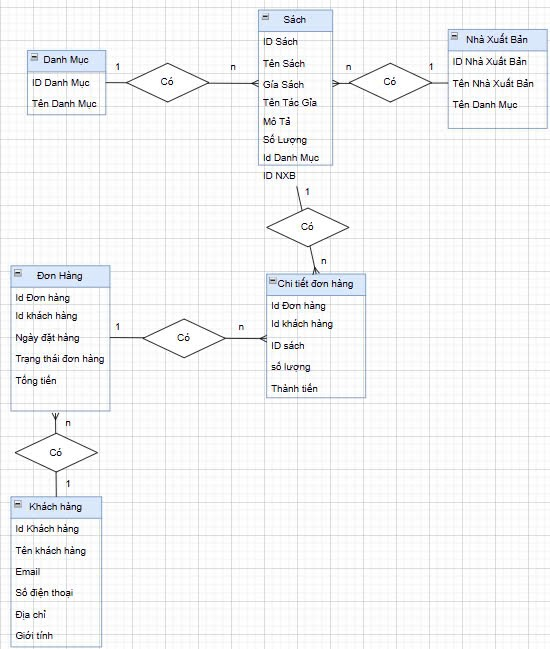 Sách
ID Sách
Tên Sách
Gía Sách
Tên Tác Gỉa
Mô Tả
Số Lượng
Id Danh Mục
ID NXB
Danh Mục
ID Danh Mục
Tên Danh Mục
1
Có
n
n
Có
1
Nhà Xuất Bản
ID Nhà Xuất Bản
Tên Nhà Xuất Bản
Tên Danh Mục
1
Có
n
Đơn Hàng
Id Đơn hàng
Id khách hàng
Ngày đặt hàng
Trạng thái đơn hàng
Tổng tiền
1
Có
n
Chi tiết đơn hàng
Id Đơn hàng
Id khách hàng
ID sách
số lượng
Thành tiền
n
Có
1
Khách hàng
Id Khách hàng
Tên khách hàng
Email
Số điện thoại
Địa chỉ
Giới tính